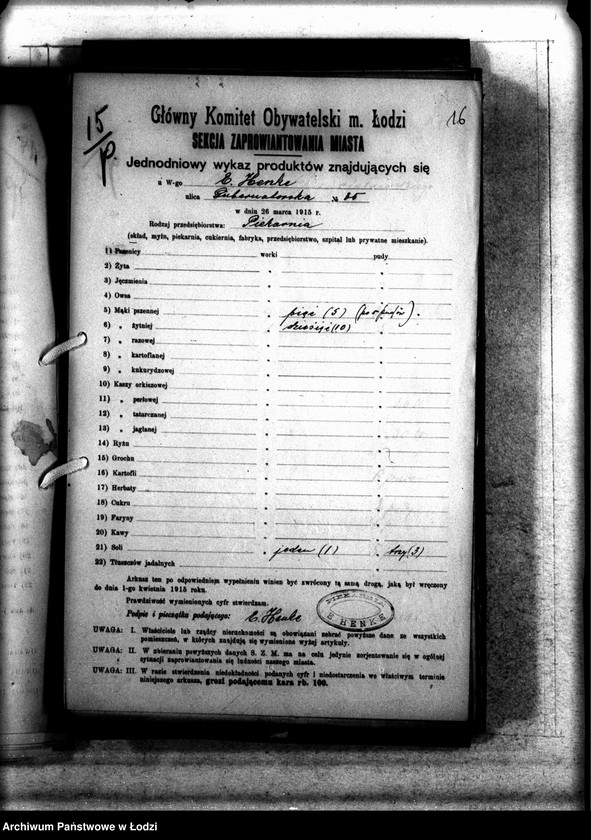 15/p.
16
Główny Komitet Obywatelski m. Łodzi
SEKCJA ZAPROWIANTOWANIA MIASTA
Jednodniowy wykaz produktów znajdujących się
u W-go E. Henke
ulica Gubernatorska № 35
w dniu 26 marca 1915 r.
Rodzaj przedsiębiorstwa: Piekarnia
(skład, młyn, piekarnia, cukiernia, fabryka, przedsiębiorstwo, szpital lub prywatne mieszkanie).
1) Pszenicy worki pudy
2) Żyta " "
3) Jęczmienia " "
4) Owsa " "
5) Mąki pszennej " pięć (5) (po 5 pudów).
6) " żytniej " dziesięć (10) "
7) " razowej " "
8) " kartoflanej " "
9) " kukurydzowej " "
10) Kaszy orkiszowej " "
11) " perłowej " "
12) " tatarczanej " "
13) " jaglanej " "
14) Ryżu " "
15) Grochu " "
16) Kartofli " "
17) Herbaty " "
18) Cukru " "
19) Faryny " "
20) Kawy " "
21) Soli " jeden (1) " trzy (3)
22) Tłuszczów jadalnych " "
Arkusz ten po odpowiedniem wypełnieniu winien być zwrócony tą samą drogą, jaką był wręczony
do dnia 1-go kwietnia 1915 roku.
Prawdziwość wymienionych cyfr stwierdzam.
Podpis i pieczątka podającego: E. Henke
PIEKARNIA
E HENKE
UWAGA: I. Właściciele lub rządcy nieruchomości są obowiązani zebrać powyższe dane ze wszystkich
pomieszczeń, w których znajdują się wymienione wyżej artykuły.
UWAGA: II. W zbieraniu powyższych danych S. Z. M. ma na celu jedynie zorjentowanie się w ogólnej
sytuacji zaprowiantowania się ludności naszego miasta.
UWAGA: III. W razie stwierdzenia niedokładności podanych cyfr i niedostarczenia we właściwym terminie
niniejszego arkusza, grozi podającemu kara rb. 100.
Archiwum Państwowe w Łodzi